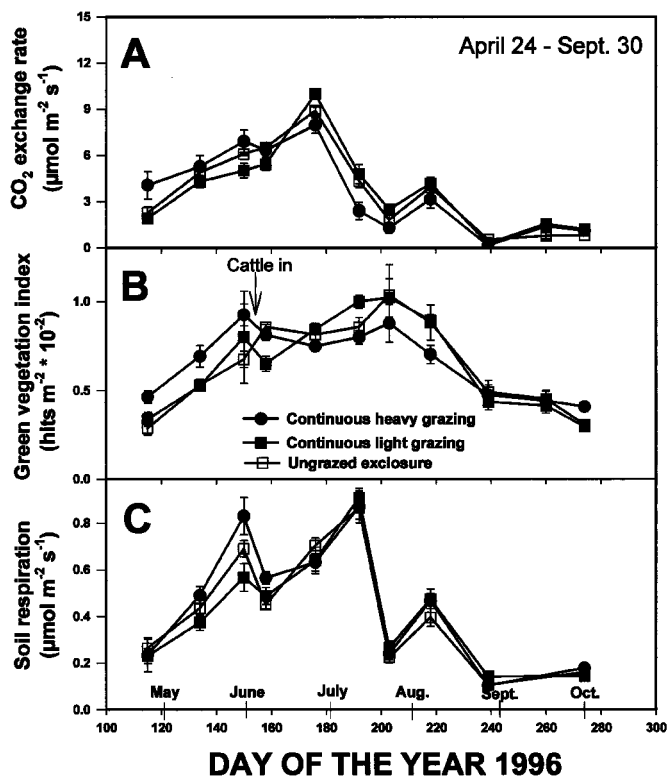 A
April 24 - Sept. 30
CO₂ exchange rate
(µmol m⁻² s⁻¹)
15
12
9
6
3
0
B
Cattle in
Green vegetation index
(hits m⁻² * 10⁻²)
1.0
0.5
0.0
Continuous heavy grazing
Continuous light grazing
Ungrazed exclosure
C
Soil respiration
(µmol m⁻² s⁻¹)
0.8
0.6
0.4
0.2
0.0
May June July Aug. Sept. Oct.
100 120 140 160 180 200 220 240 260 280 300
DAY OF THE YEAR 1996